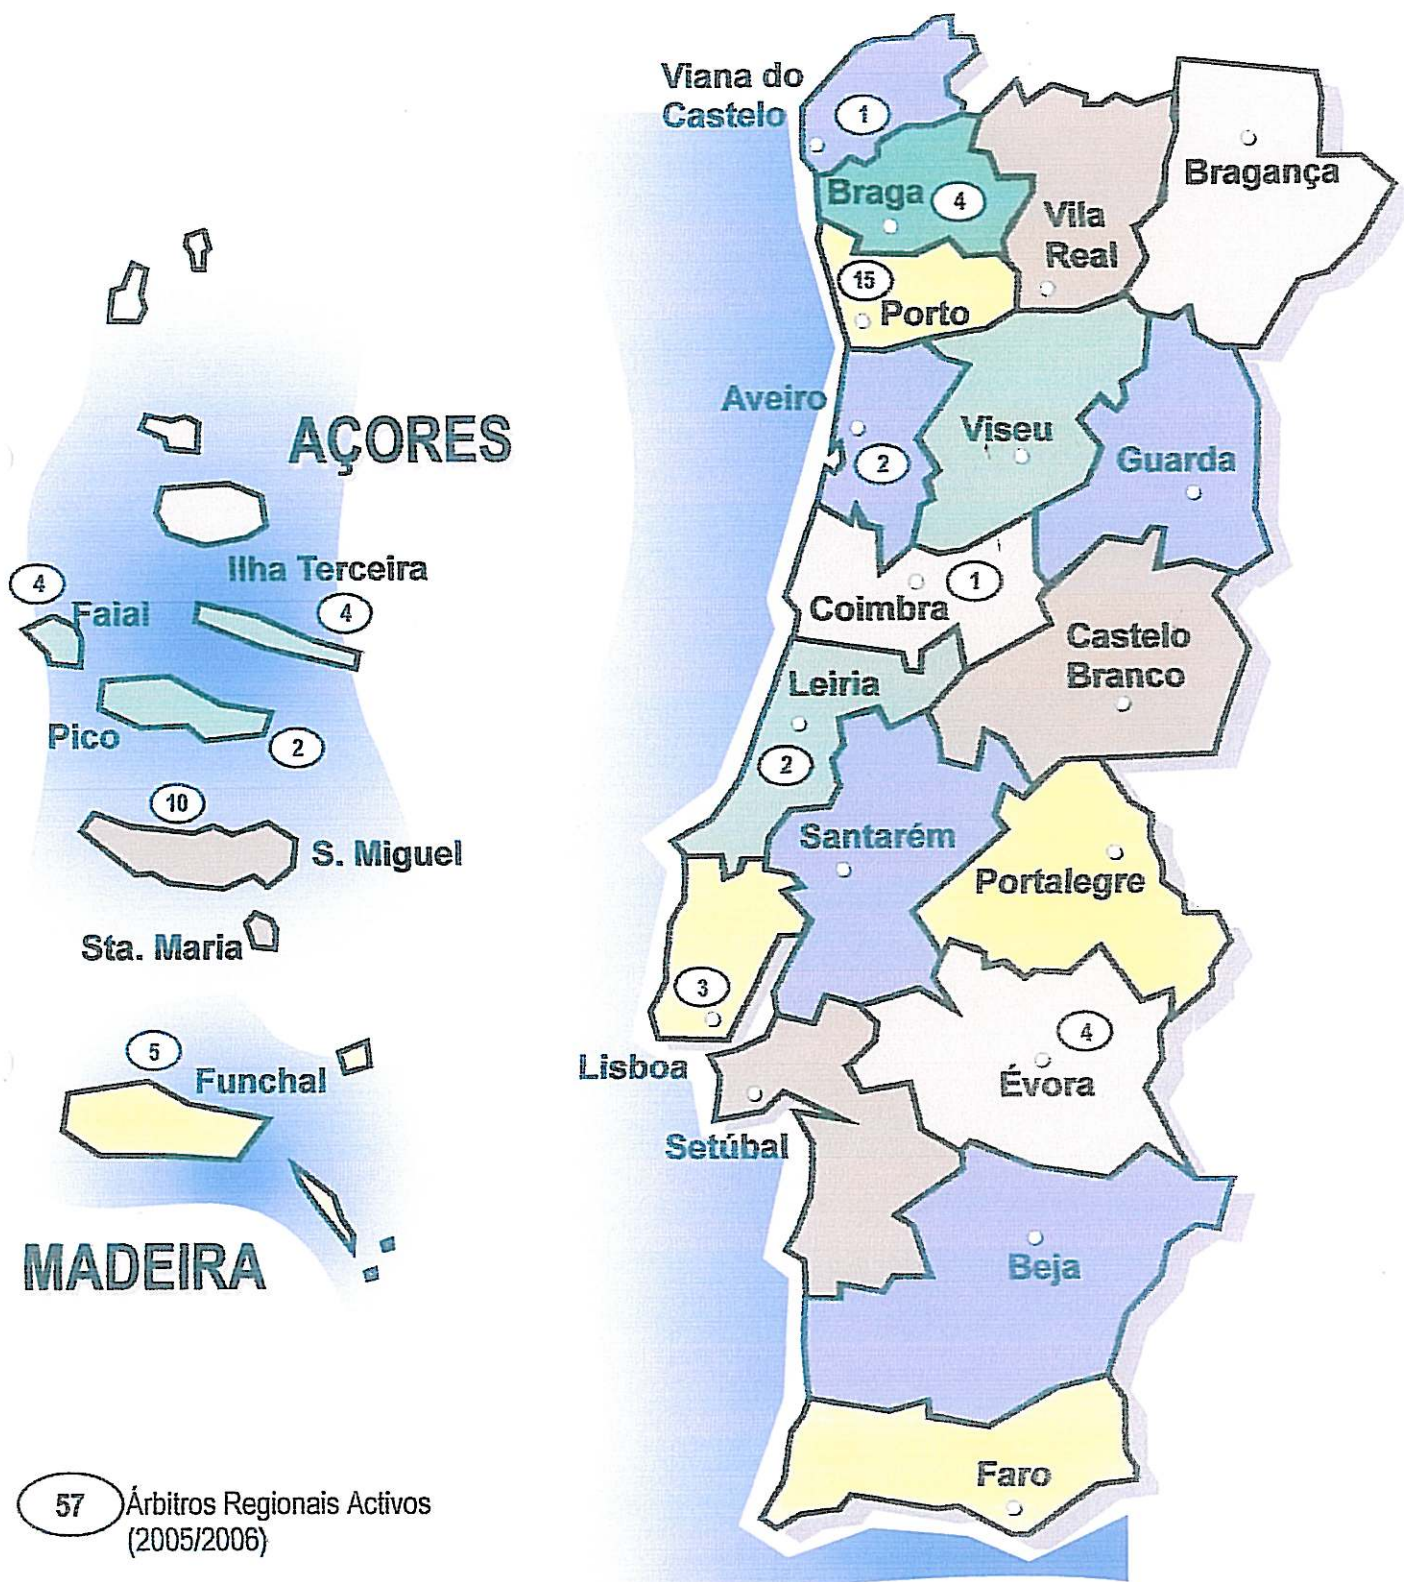 Viana do
Castelo
1
Bragança
Braga
4
Vila
Real
15
Porto
Aveiro
2
Viseu
Guarda
AÇORES
Ilha Terceira
4
Faial
4
Pico
2
10
S. Miguel
Sta. Maria
1
Coimbra
Castelo
Branco
Leiria
2
Santarém
Portalegre
3
Lisboa
4
Évora
Setúbal
5
Funchal
MADEIRA
Beja
Faro
57
Árbitros Regionais Activos
(2005/2006)